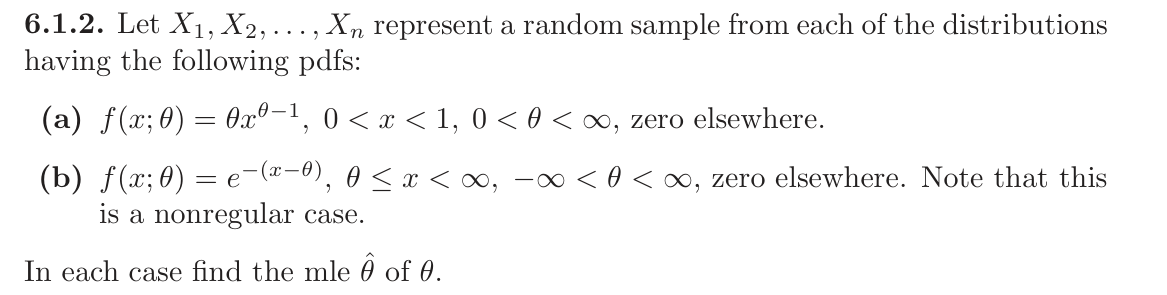 6.1.2. Let X₁, X₂, . . . , Xₙ represent a random sample from each of the distributions
having the following pdfs:
(a) f(x; θ) = θx^{θ−1}, 0 < x < 1, 0 < θ < ∞, zero elsewhere.
(b) f(x; θ) = e^{−(x−θ)}, θ ≤ x < ∞, −∞ < θ < ∞, zero elsewhere. Note that this
is a nonregular case.
In each case find the mle θ̂ of θ.